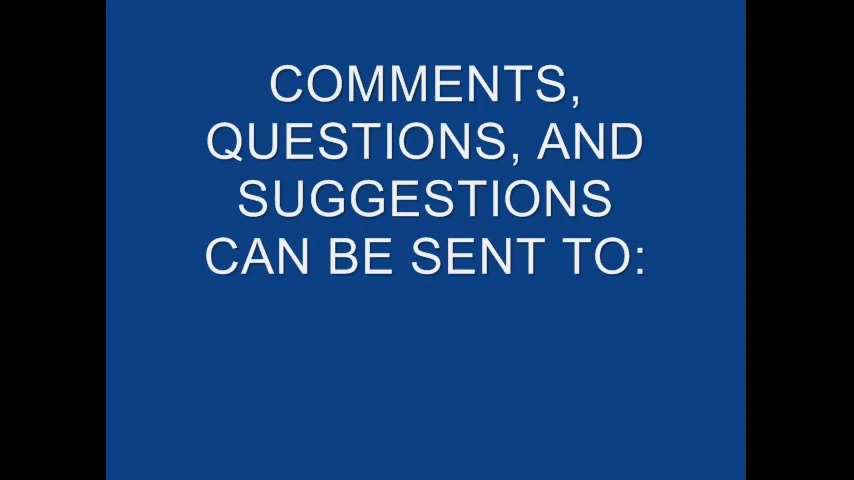 COMMENTS,
QUESTIONS, AND
SUGGESTIONS
CAN BE SENT TO: